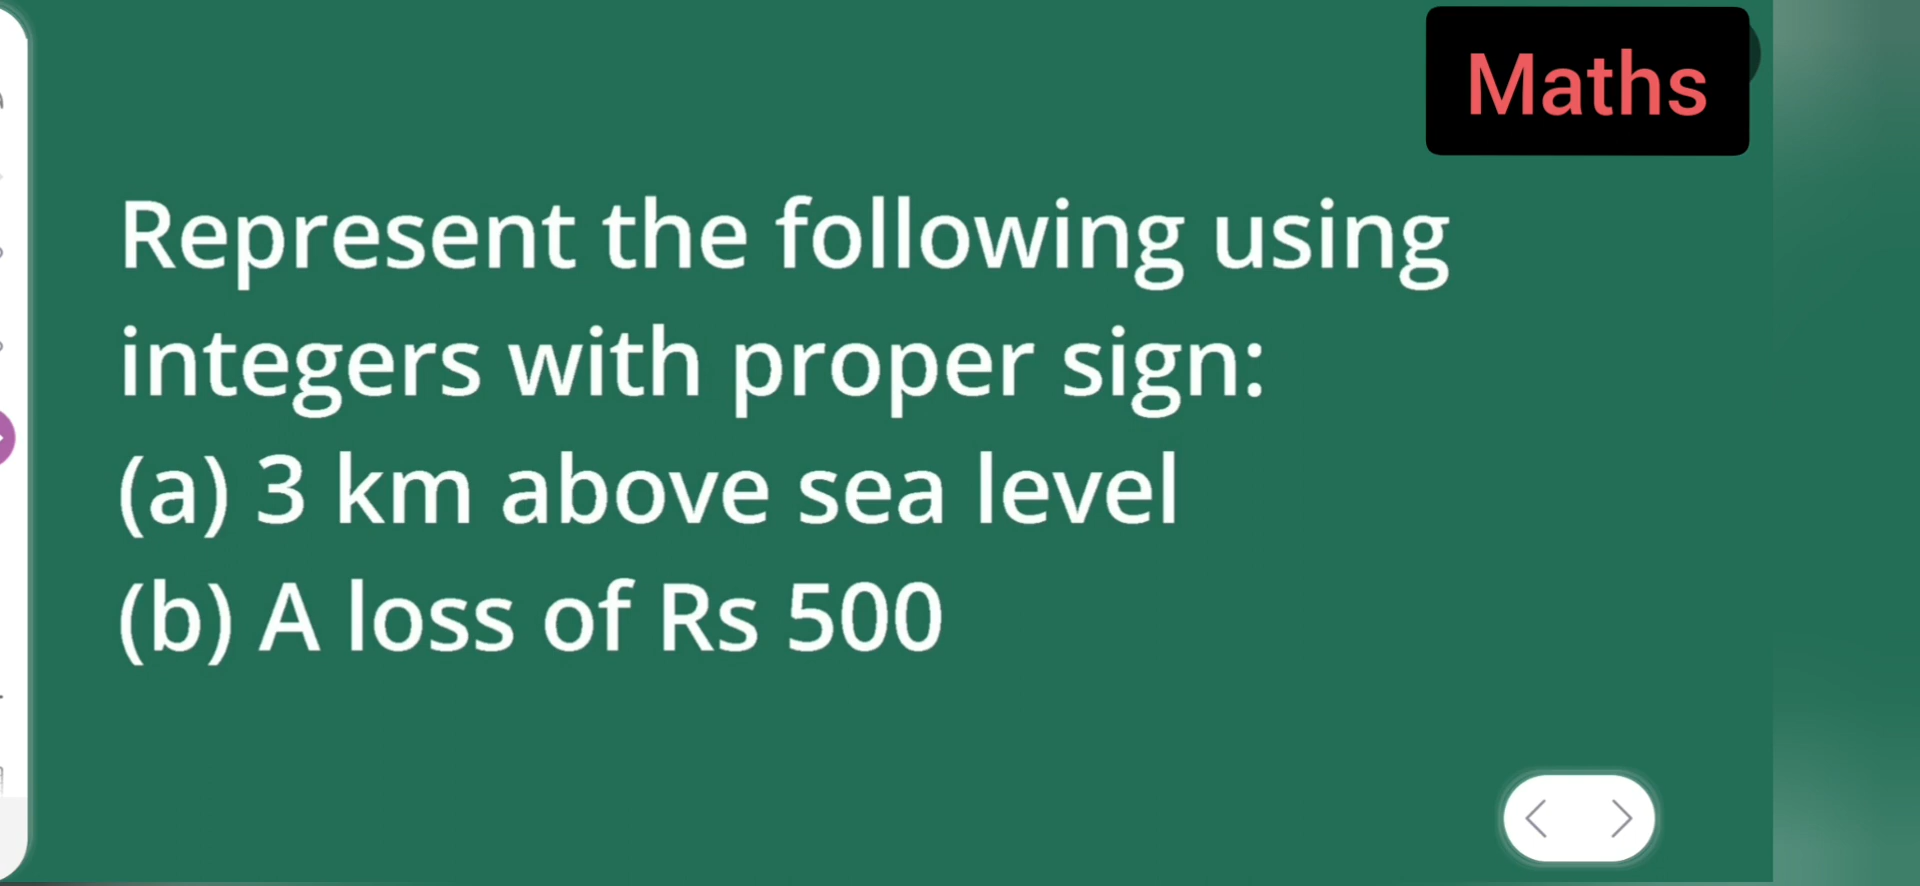 Maths
Represent the following using
integers with proper sign:
(a) 3 km above sea level
(b) A loss of Rs 500